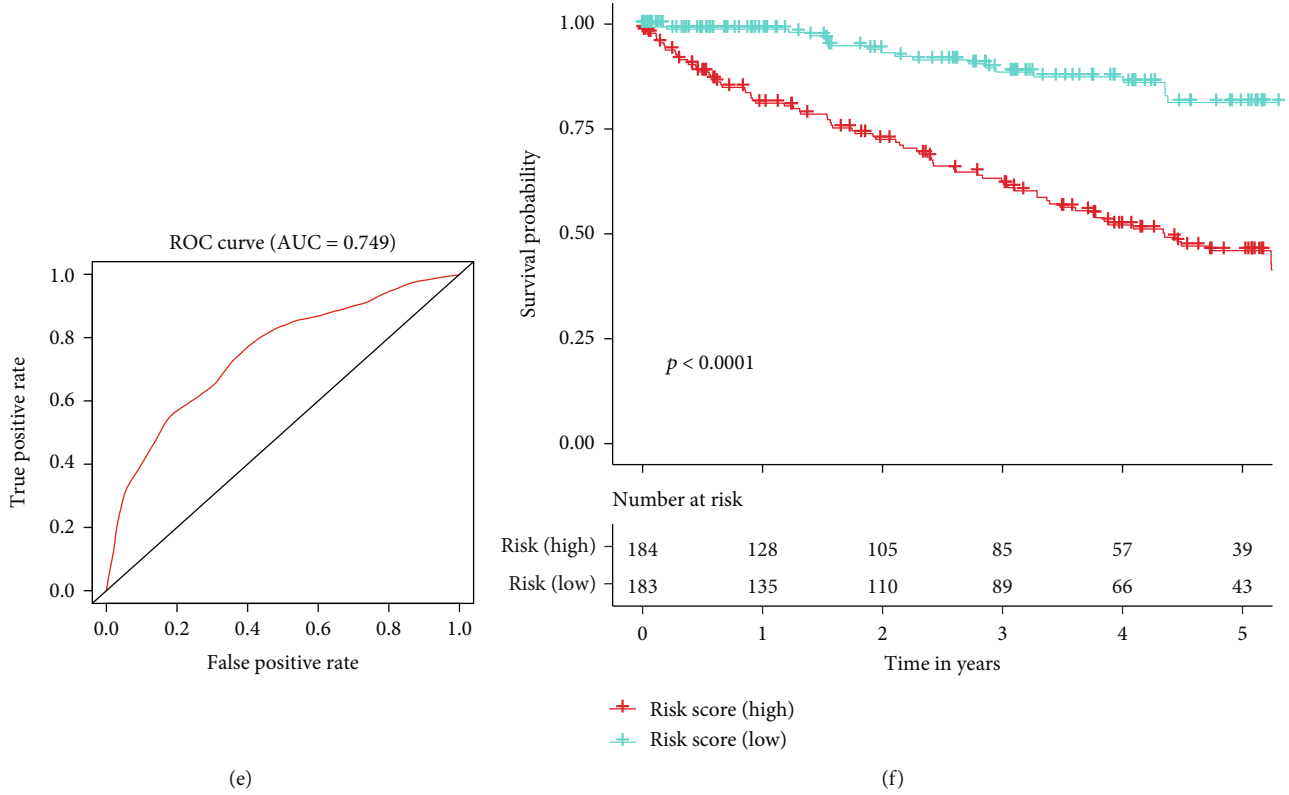 ROC curve (AUC = 0.749)
1.0
0.8
0.6
0.4
0.2
0.0
True positive rate
0.0 0.2 0.4 0.6 0.8 1.0
False positive rate
(e)
1.00
0.75
0.50
0.25
0.00
Survival probability
p < 0.0001
Number at risk
Risk (high) 184 128 105 85 57 39
Risk (low) 183 135 110 89 66 43
0 1 2 3 4 5
Time in years
Risk score (high)
Risk score (low)
(f)